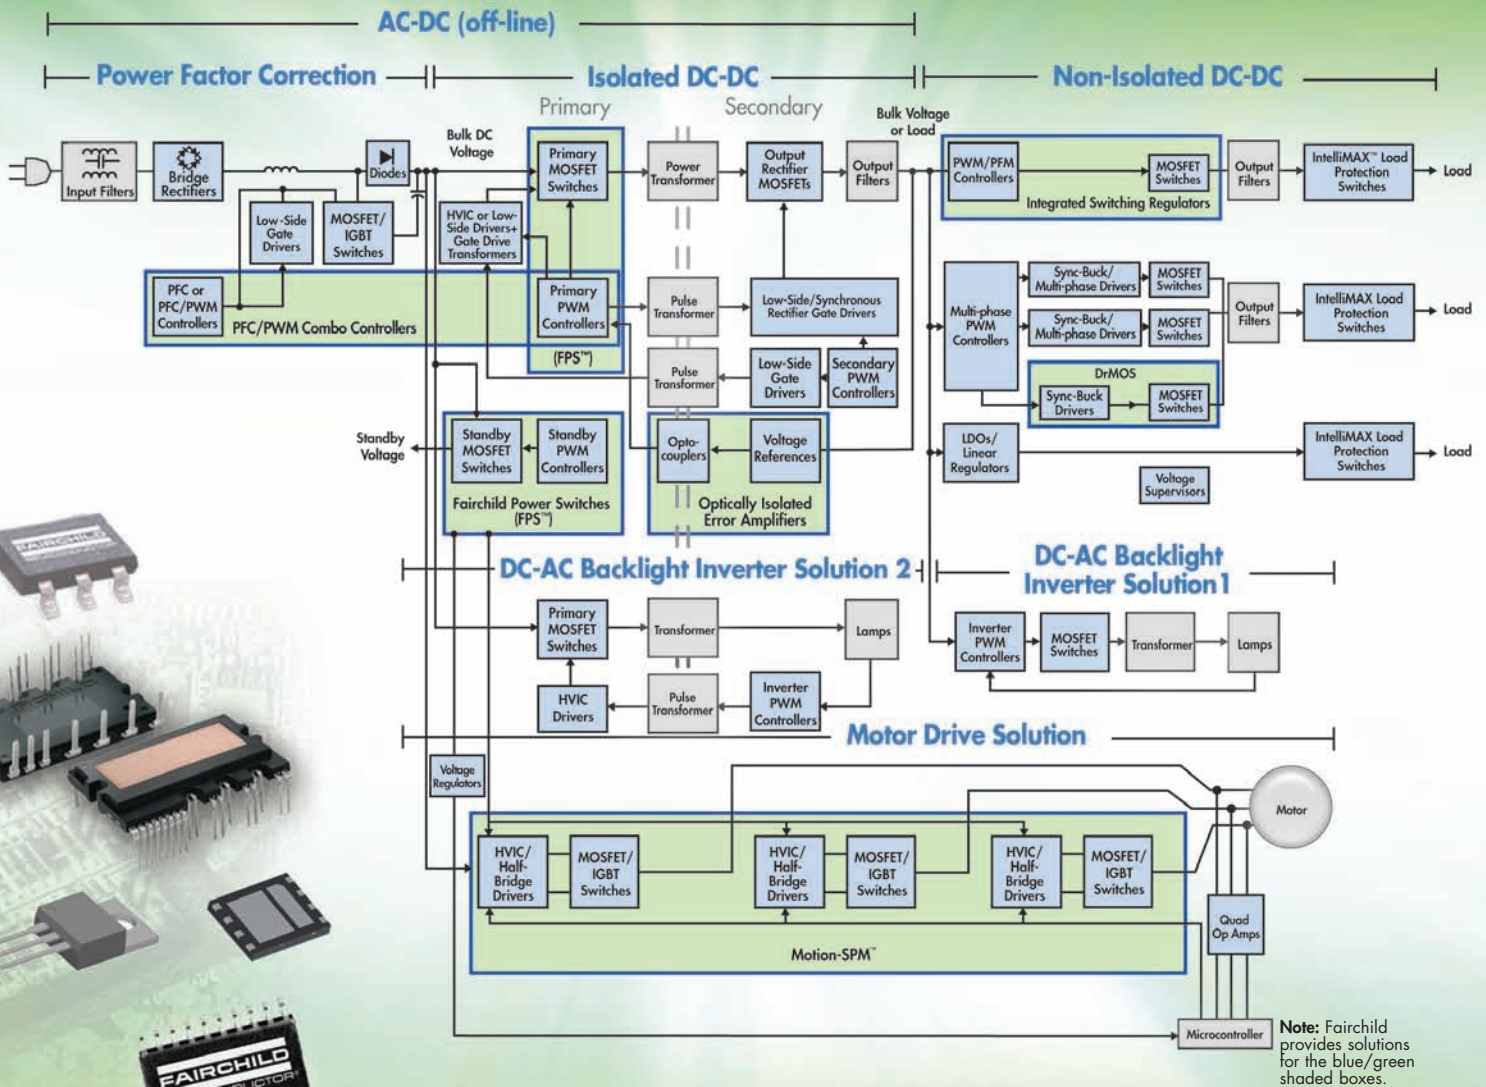 AC-DC (off-line)
Power Factor Correction
Isolated DC-DC
Non-Isolated DC-DC
Primary
Secondary
Bulk DC
Voltage
Bulk Voltage
or Load
Input Filters
Bridge
Rectifiers
Diodes
Low-Side
Gate
Drivers
MOSFET/
IGBT
Switches
PFC or
PFC/PWM
Controllers
PFC/PWM Combo Controllers
HVIC or Low-
Side Drivers+
Gate Drive
Transformers
Primary
MOSFET
Switches
Primary
PWM
Controllers
(FPS™)
Power
Transformer
Output
Rectifier
MOSFETs
Output
Filters
Pulse
Transformer
Low-Side/Synchronous
Rectifier Gate Drivers
Pulse
Transformer
Low-Side
Gate
Drivers
Secondary
PWM
Controllers
Standby
Voltage
Standby
MOSFET
Switches
Standby
PWM
Controllers
Fairchild Power Switches
(FPS™)
Opto-
couplers
Voltage
References
Optically Isolated
Error Amplifiers
PWM/PFM
Controllers
MOSFET
Switches
Integrated Switching Regulators
Output
Filters
IntelliMAX™ Load
Protection
Switches
Load
Multi-phase
PWM
Controllers
Sync-Buck/
Multi-phase Drivers
MOSFET
Switches
Sync-Buck/
Multi-phase Drivers
MOSFET
Switches
Output
Filters
IntelliMAX Load
Protection
Switches
Load
DrMOS
Sync-Buck
Drivers
MOSFET
Switches
LDOs/
Linear
Regulators
IntelliMAX Load
Protection
Switches
Load
Voltage
Supervisors
DC-AC Backlight Inverter Solution 2
Primary
MOSFET
Switches
Transformer
Lamps
HVIC
Drivers
Pulse
Transformer
Inverter
PWM
Controllers
DC-AC Backlight
Inverter Solution1
Inverter
PWM
Controllers
MOSFET
Switches
Transformer
Lamps
Motor Drive Solution
Voltage
Regulators
HVIC/
Half-
Bridge
Drivers
MOSFET/
IGBT
Switches
HVIC/
Half-
Bridge
Drivers
MOSFET/
IGBT
Switches
HVIC/
Half-
Bridge
Drivers
MOSFET/
IGBT
Switches
Motion-SPM™
Motor
Quad
Op Amps
Microcontroller
Note: Fairchild
provides solutions
for the blue/green
shaded boxes.
FAIRCHILD
FAIRCHILD